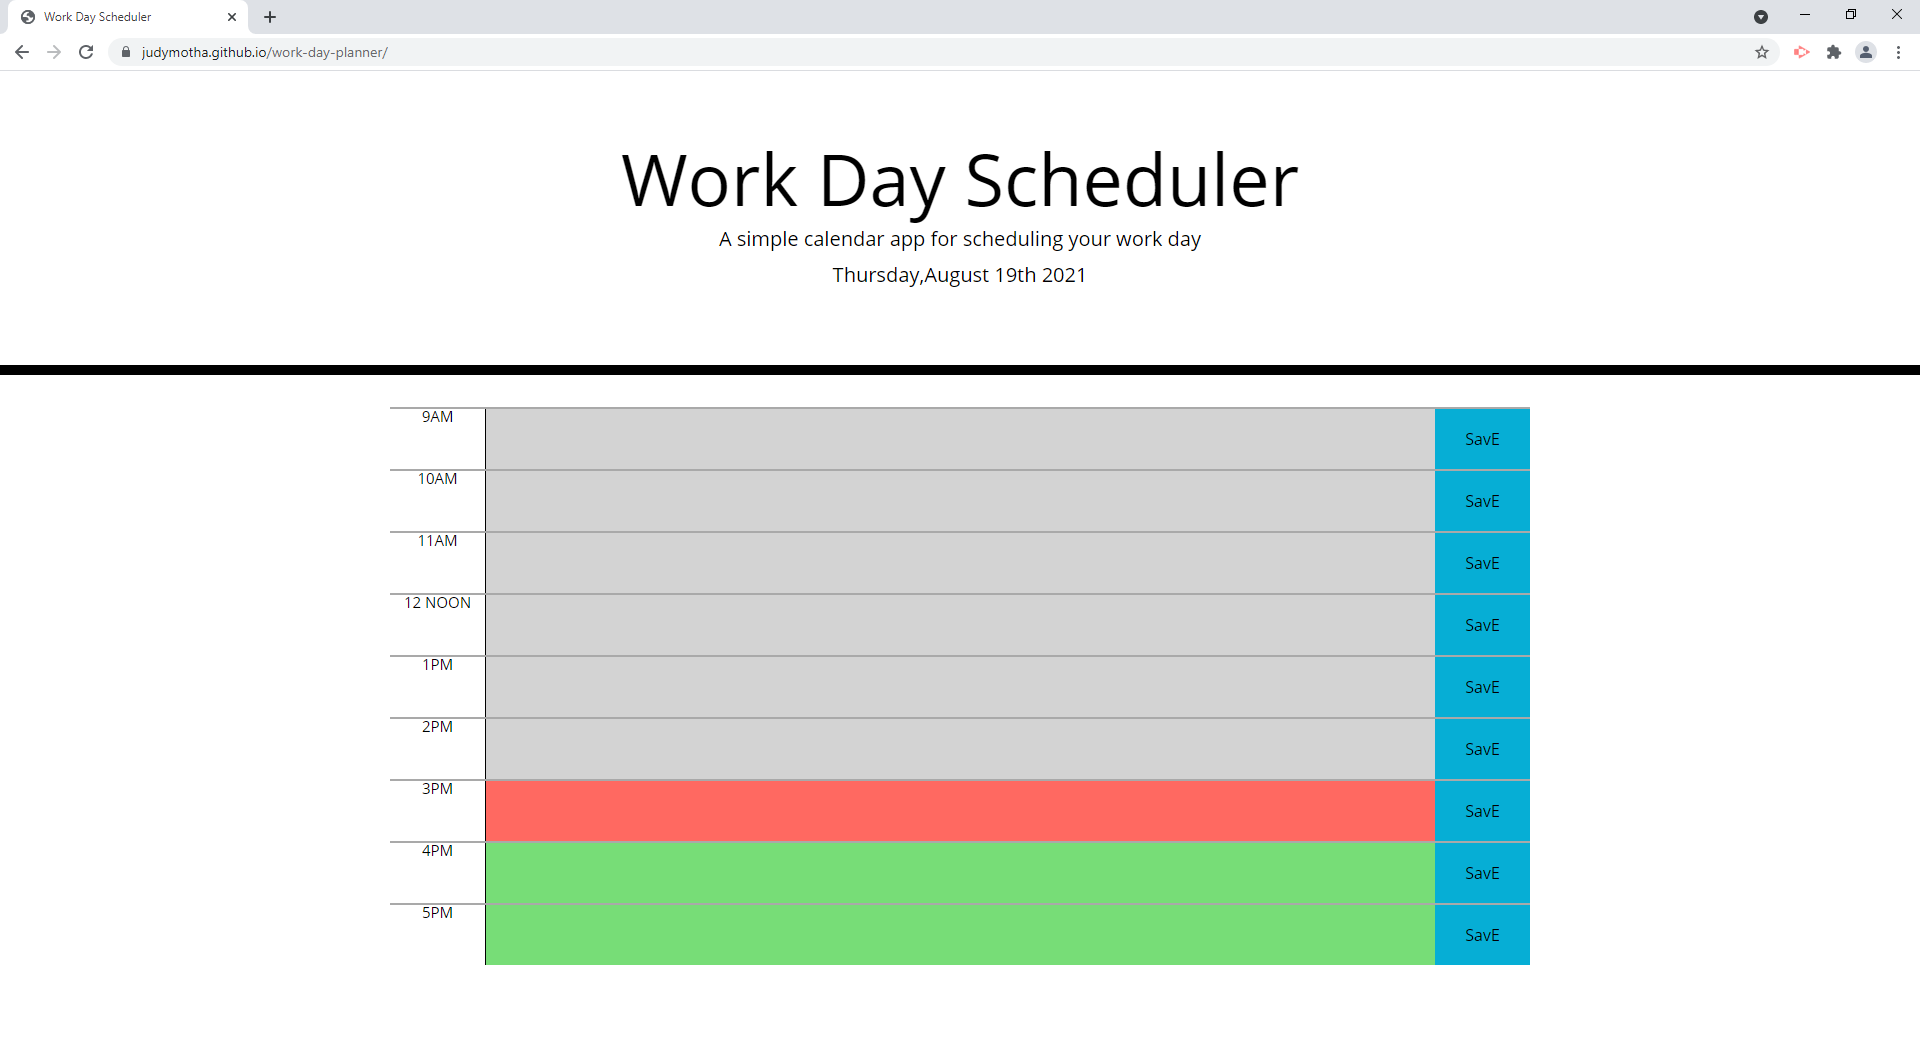 Work Day Scheduler
judymotha.github.io/work-day-planner/
Work Day Scheduler
A simple calendar app for scheduling your work day
Thursday,August 19th 2021
9AM SavE
10AM SavE
11AM SavE
12 NOON SavE
1PM SavE
2PM SavE
3PM SavE
4PM SavE
5PM SavE